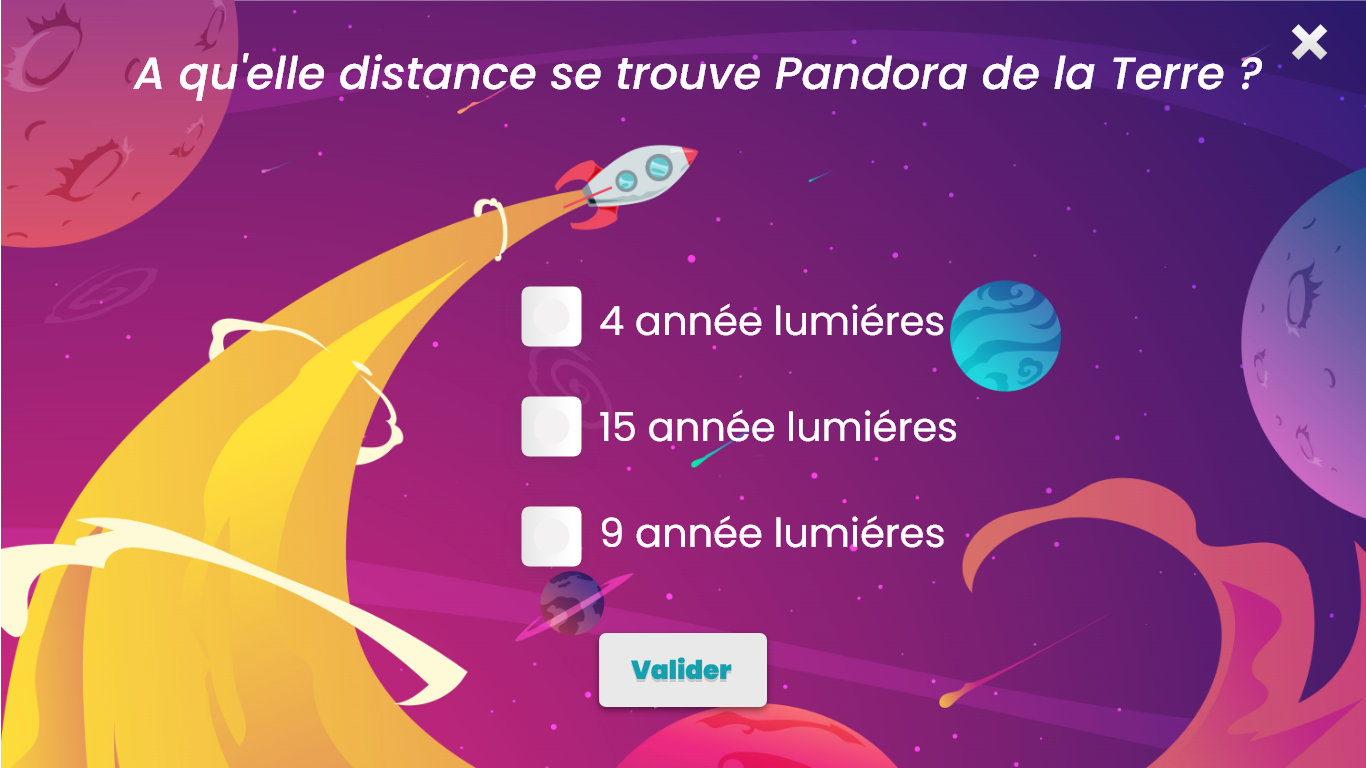 A qu'elle distance se trouve Pandora de la Terre ?
4 année lumiéres
15 année lumiéres
9 année lumiéres
Valider